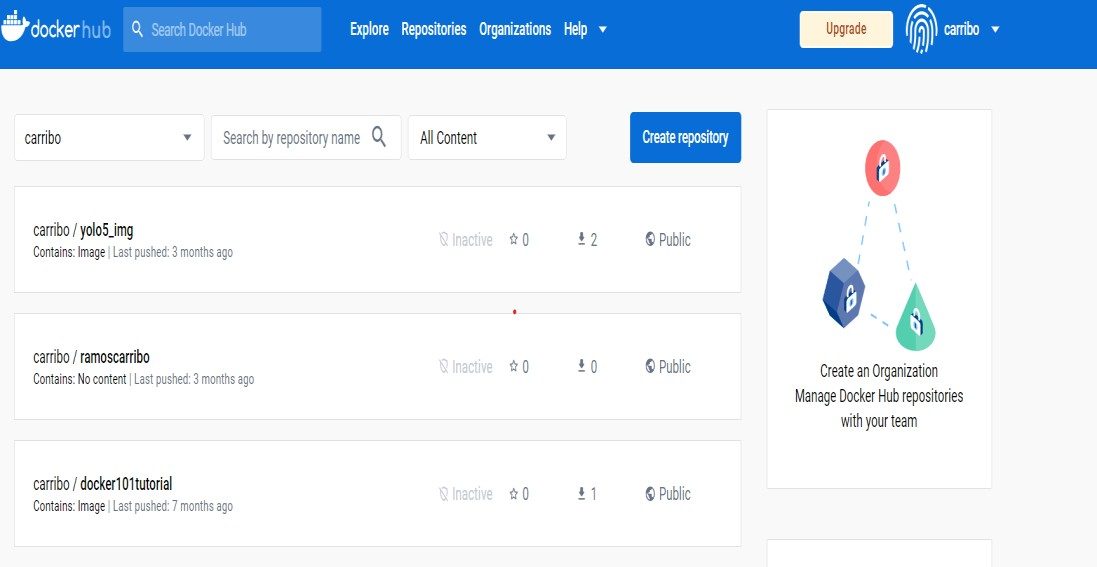 docker hub Search Docker Hub Explore Repositories Organizations Help Upgrade carribo
carribo Search by repository name All Content Create repository
carribo / yolo5_img
Inactive 0 2 Public
Contains: Image | Last pushed: 3 months ago
carribo / ramoscarribo
Inactive 0 0 Public
Contains: No content | Last pushed: 3 months ago
carribo / docker101tutorial
Inactive 0 1 Public
Contains: Image | Last pushed: 7 months ago
Create an Organization
Manage Docker Hub repositories
with your team